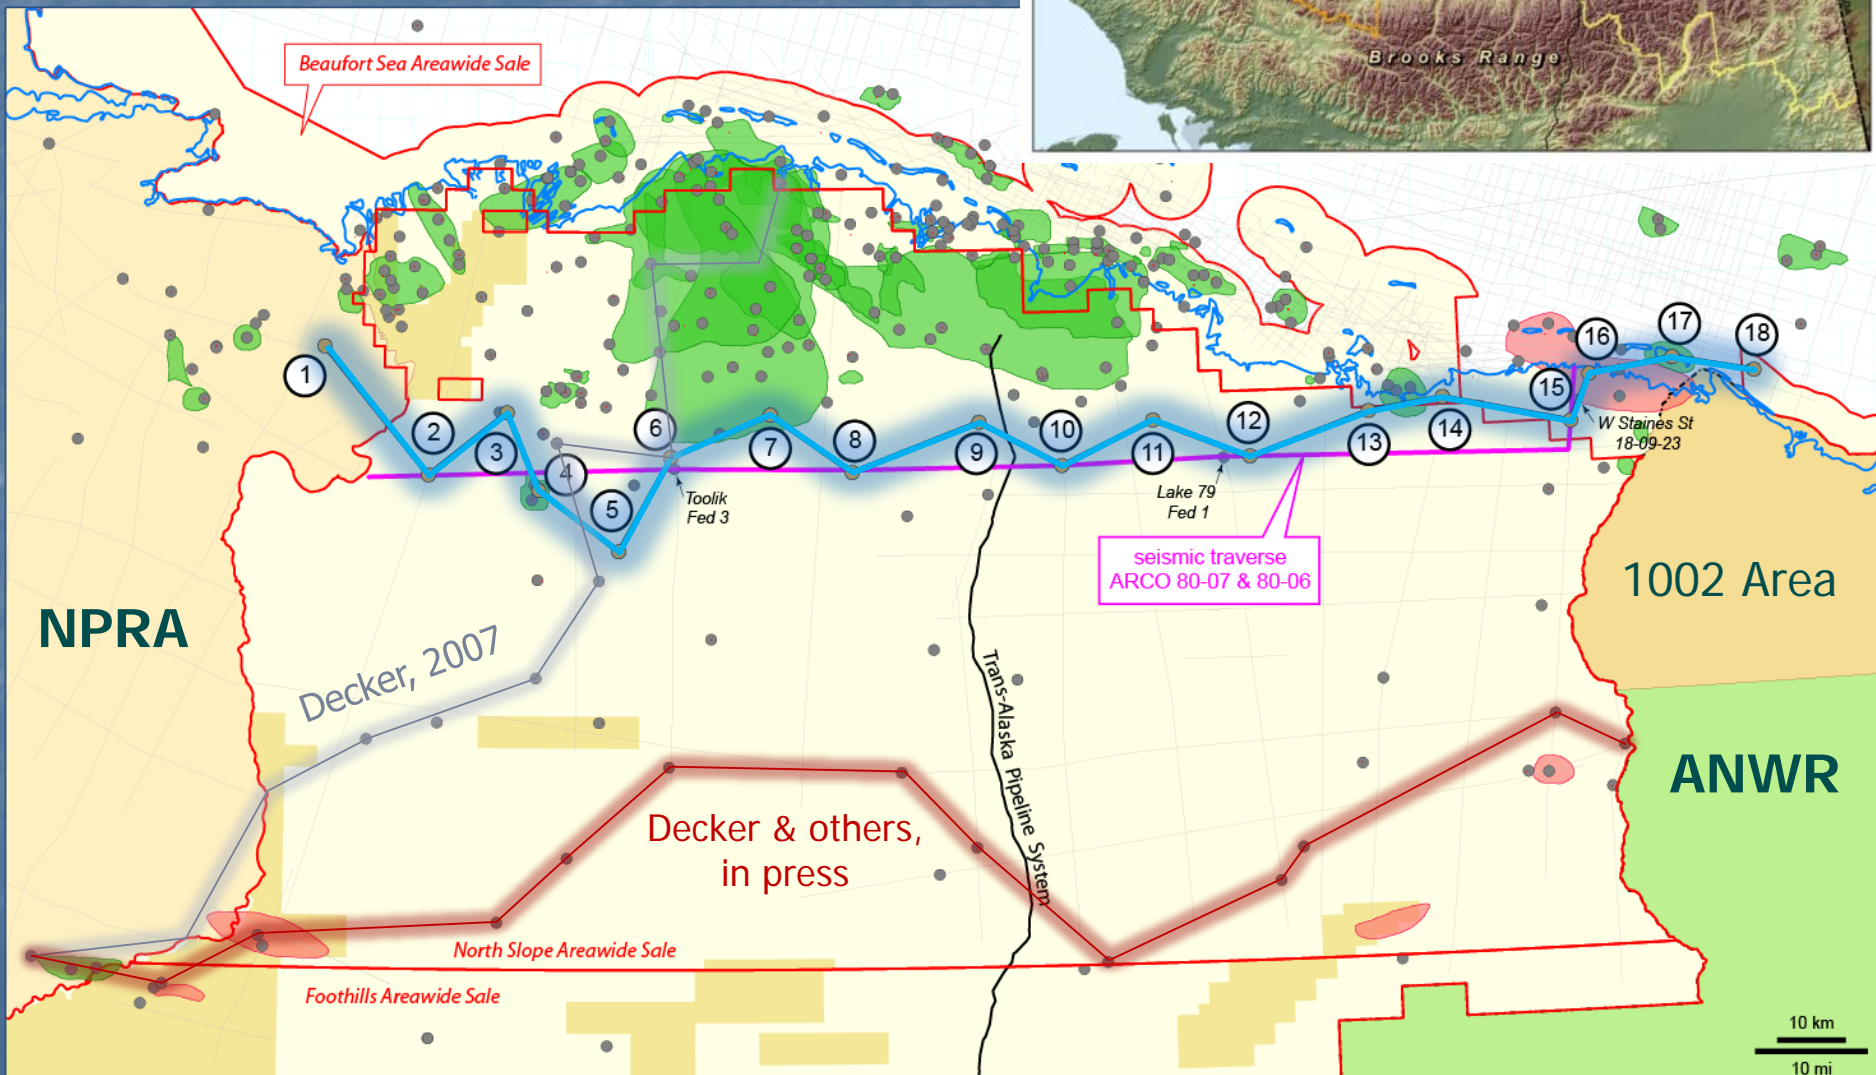 Brooks Range
Beaufort Sea Areawide Sale
1
2
3
4
5
6
7
8
9
10
11
12
13
14
15
16
17
18
W Staines St
18-09-23
Toolik
Fed 3
Lake 79
Fed 1
seismic traverse
ARCO 80-07 & 80-06
1002 Area
NPRA
Decker, 2007
Trans-Alaska Pipeline System
ANWR
Decker & others,
in press
North Slope Areawide Sale
Foothills Areawide Sale
10 km
10 mi